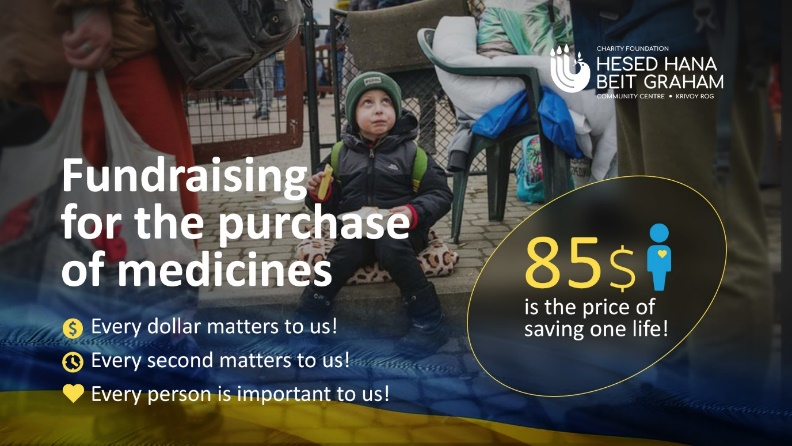 CHARITY FOUNDATION
HESED HANA
BEIT GRAHAM
COMMUNITY CENTRE • KRIVOY ROG
Fundraising
for the purchase
of medicines
85$
is the price of
saving one life!
$ Every dollar matters to us!
Every second matters to us!
Every person is important to us!